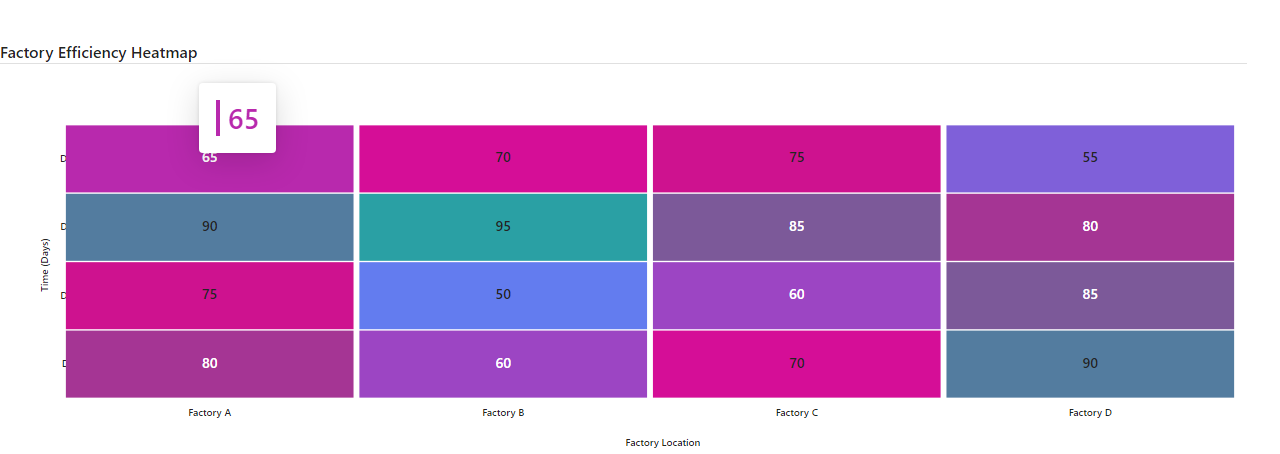 Factory Efficiency Heatmap
65
65 70 75 55
90 95 85 80
75 50 60 85
80 60 70 90
Time (Days)
Factory A Factory B Factory C Factory D
Factory Location